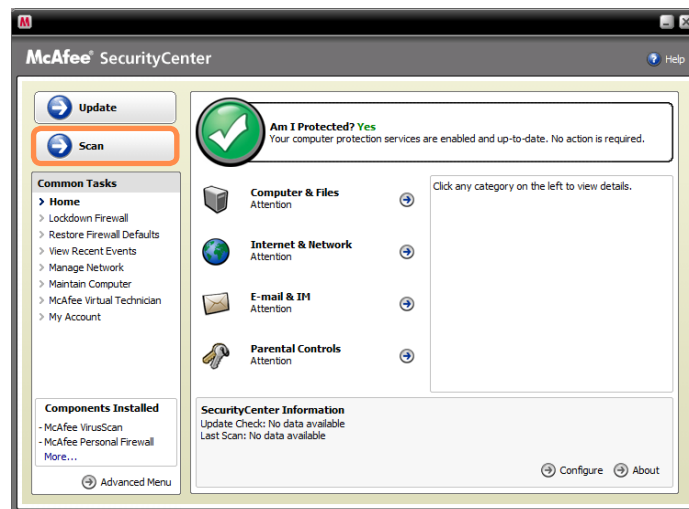 M
McAfee® SecurityCenter
Help
Update
Scan
Common Tasks
Home
Lockdown Firewall
Restore Firewall Defaults
View Recent Events
Manage Network
Maintain Computer
McAfee Virtual Technician
My Account
Components Installed
- McAfee VirusScan
- McAfee Personal Firewall
More...
Advanced Menu
Am I Protected? Yes
Your computer protection services are enabled and up-to-date. No action is required.
Computer & Files
Attention
Internet & Network
Attention
E-mail & IM
Attention
Parental Controls
Attention
Click any category on the left to view details.
SecurityCenter Information
Update Check: No data available
Last Scan: No data available
Configure
About